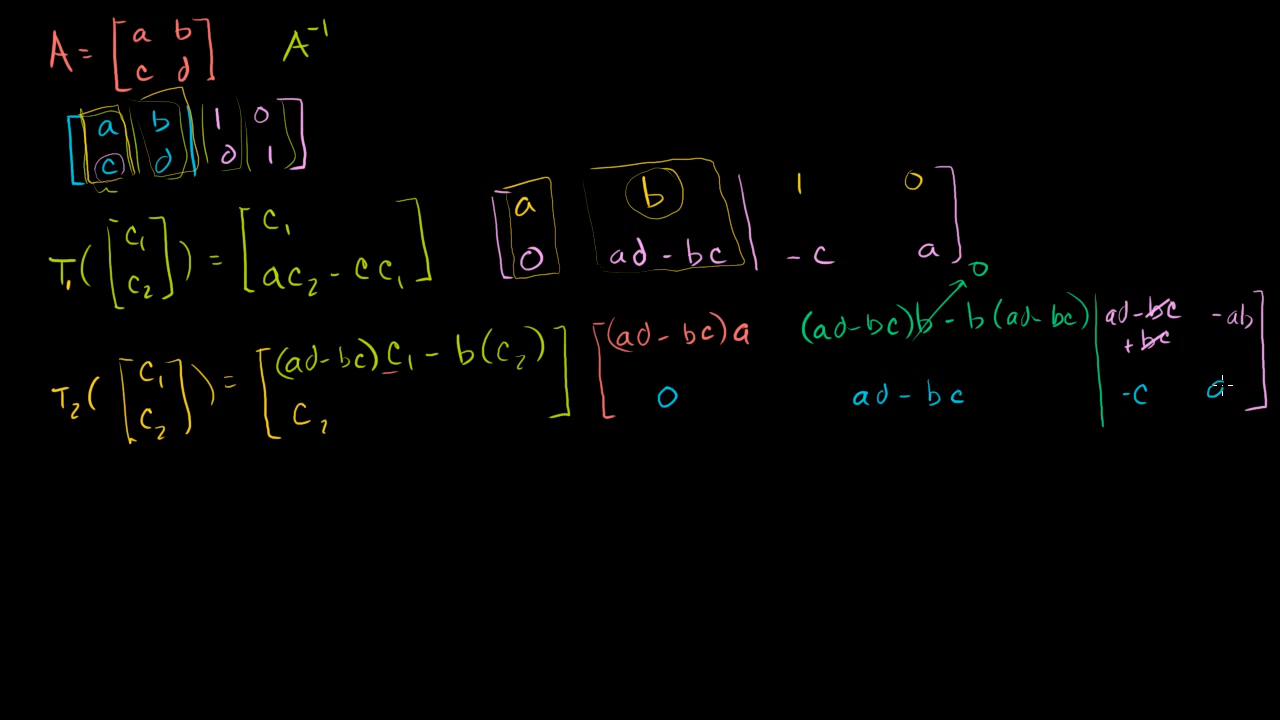 A = [ a b ] A⁻¹
[ c d ]
[ a b | 1 0 ]
[ c d | 0 1 ]
[ a b | 1 0 ]
[ 0 ad - bc | -c a ]
T₁( [ c₁ ] ) = [ c₁ ]
[ c₂ ] [ ac₂ - cc₁ ]
0
[ (ad - bc)a (ad - bc)b - b(ad - bc) | ad - bc -ab ]
+ bc
[ 0 ad - bc | -c a ]
T₂( [ c₁ ] ) = [ (ad - bc)c₁ - b(c₂) ]
[ c₂ ] [ c₂ ]